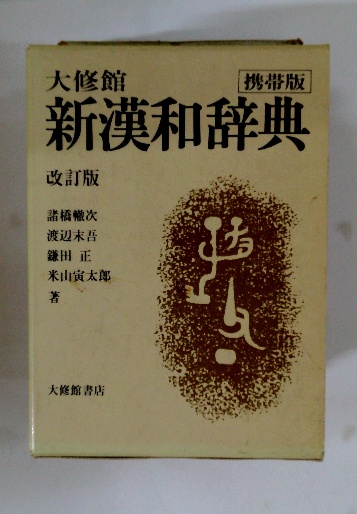 大修館
携帯版
新漢和辞典
改訂版
諸橋轍次
渡辺末吾
鎌田 正
米山寅太郎
著
大修館書店